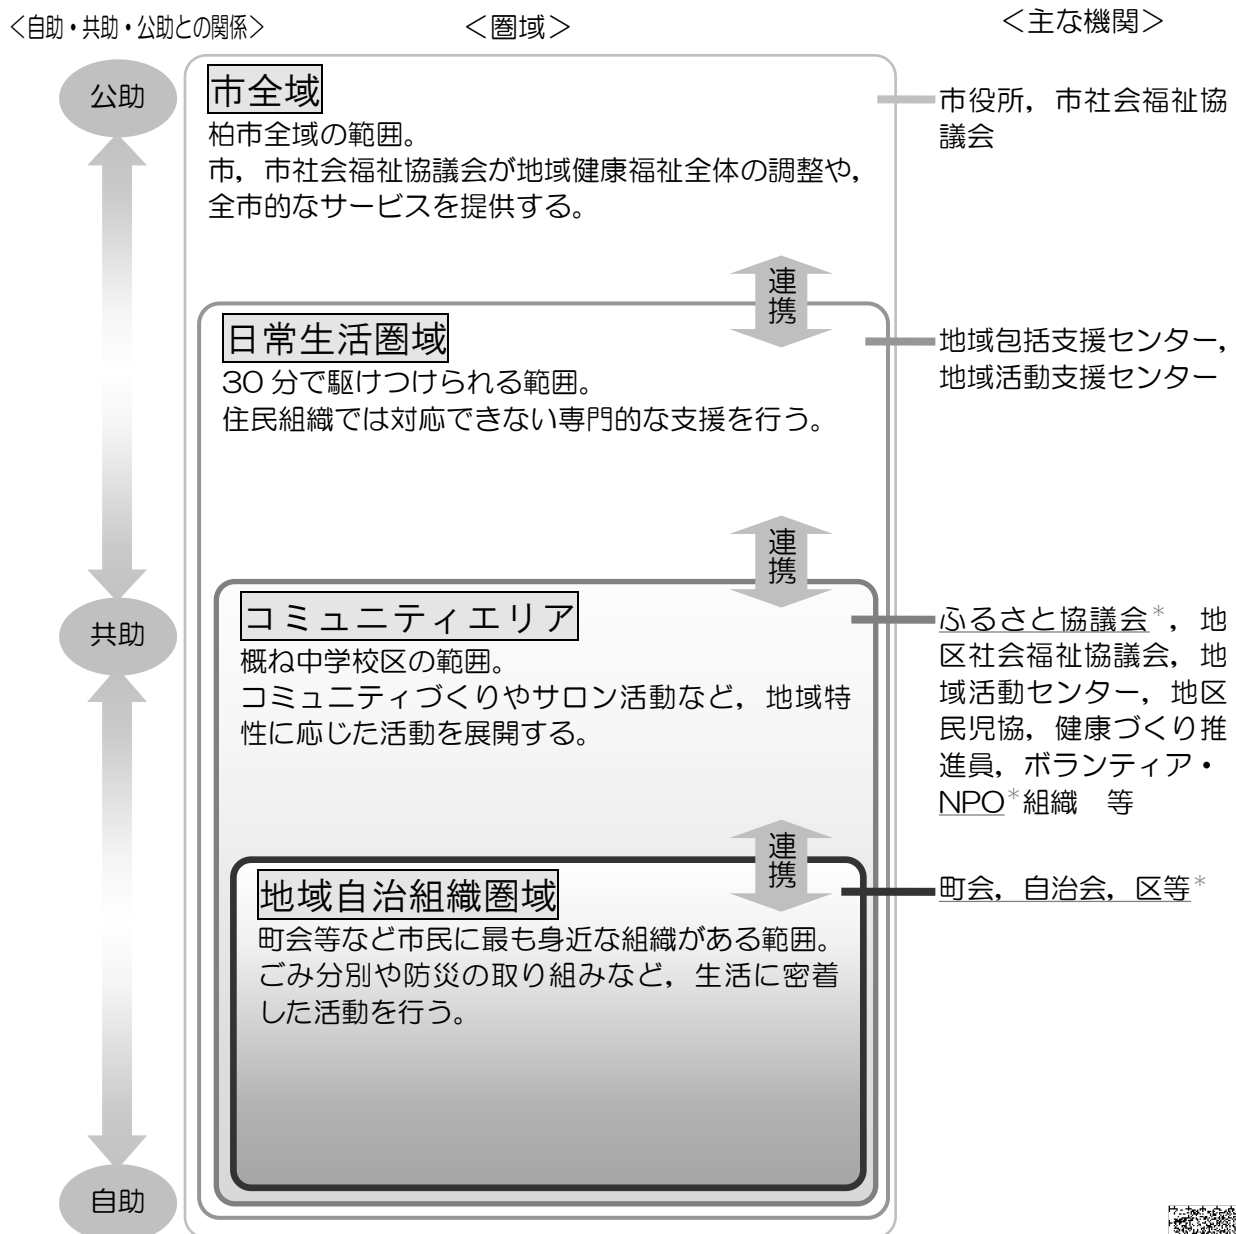 ＜自助・共助・公助との関係＞
＜圏域＞
＜主な機関＞
公助
市全域
柏市全域の範囲。
市，市社会福祉協議会が地域健康福祉全体の調整や，
全市的なサービスを提供する。
市役所，市社会福祉協
議会
連携
日常生活圏域
30 分で駆けつけられる範囲。
住民組織では対応できない専門的な支援を行う。
地域包括支援センター，
地域活動支援センター
連携
共助
コミュニティエリア
概ね中学校区の範囲。
コミュニティづくりやサロン活動など，地域特
性に応じた活動を展開する。
ふるさと協議会*，地
区社会福祉協議会，地
域活動センター，地区
民児協，健康づくり推
進員，ボランティア・
NPO*組織　等
連携
地域自治組織圏域
町会等など市民に最も身近な組織がある範囲。
ごみ分別や防災の取り組みなど，生活に密着
した活動を行う。
町会，自治会，区等*
自助